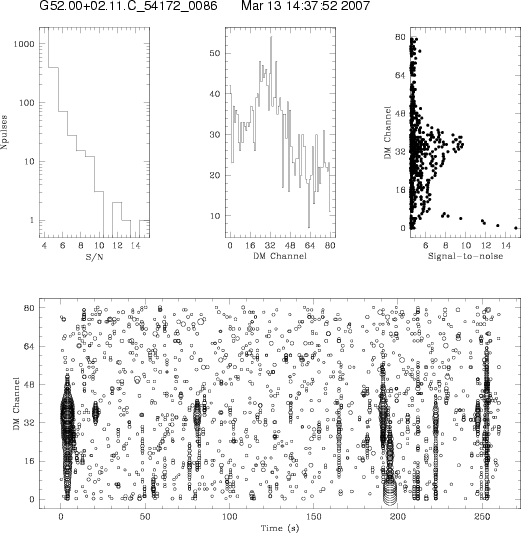 G52.00+02.11.C_54172_0086 Mar 13 14:37:52 2007
1000
100
10
1
Npulses
4 6 8 10 12 14
S/N
50
40
30
20
10
0 16 32 48 64 80
DM Channel
80
64
48
32
16
0
DM Channel
6 8 10 12 14
Signal-to-noise
80
64
48
32
16
0
DM Channel
0 50 100 150 200 250
Time (s)